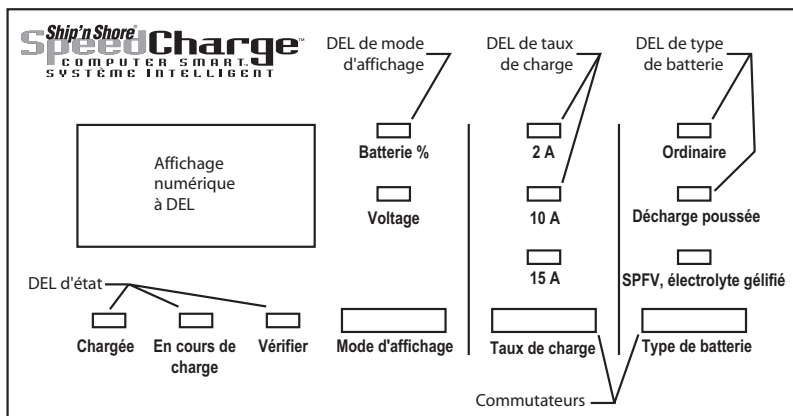 Ship'n Shore®
SpeedCharge™
COMPUTER SMART™
SYSTÈME INTELLIGENT
DEL de mode
d'affichage
DEL de taux
de charge
DEL de type
de batterie
Affichage
numérique
à DEL
Batterie %
Voltage
2 A
10 A
15 A
Ordinaire
Décharge poussée
SPFV, électrolyte gélifié
DEL d'état
Chargée
En cours de
charge
Vérifier
Mode d'affichage
Taux de charge
Type de batterie
Commutateurs